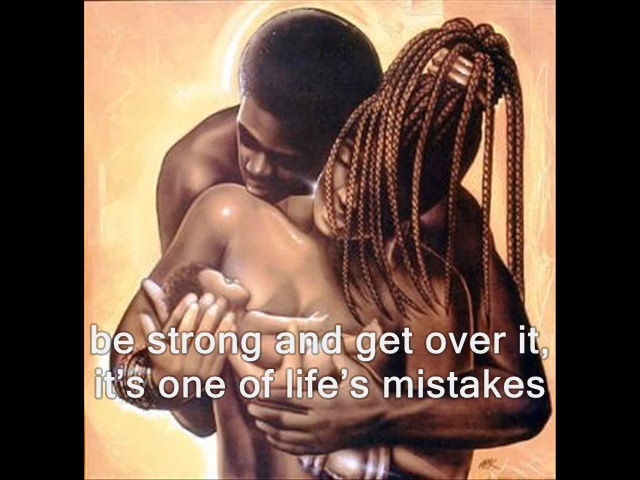 be strong and get over it,
it's one of life's mistakes